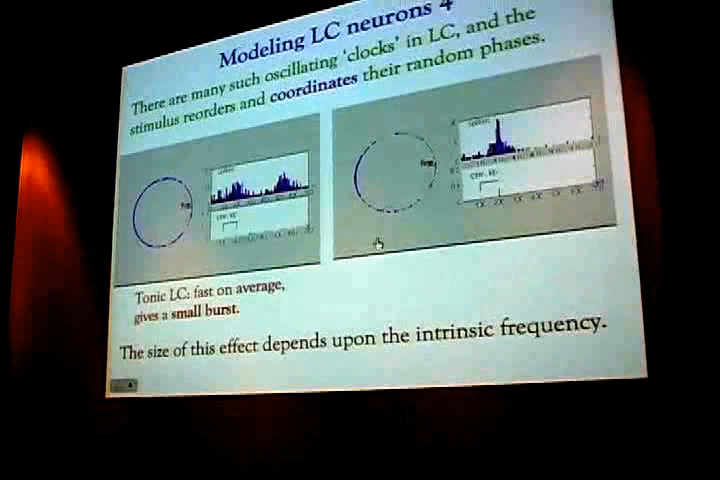 Modeling LC neurons 4
There are many such oscillating 'clocks' in LC, and the
stimulus reorders and coordinates their random phases.
Tonic LC: fast on average,
gives a small burst.
The size of this effect depends upon the intrinsic frequency.